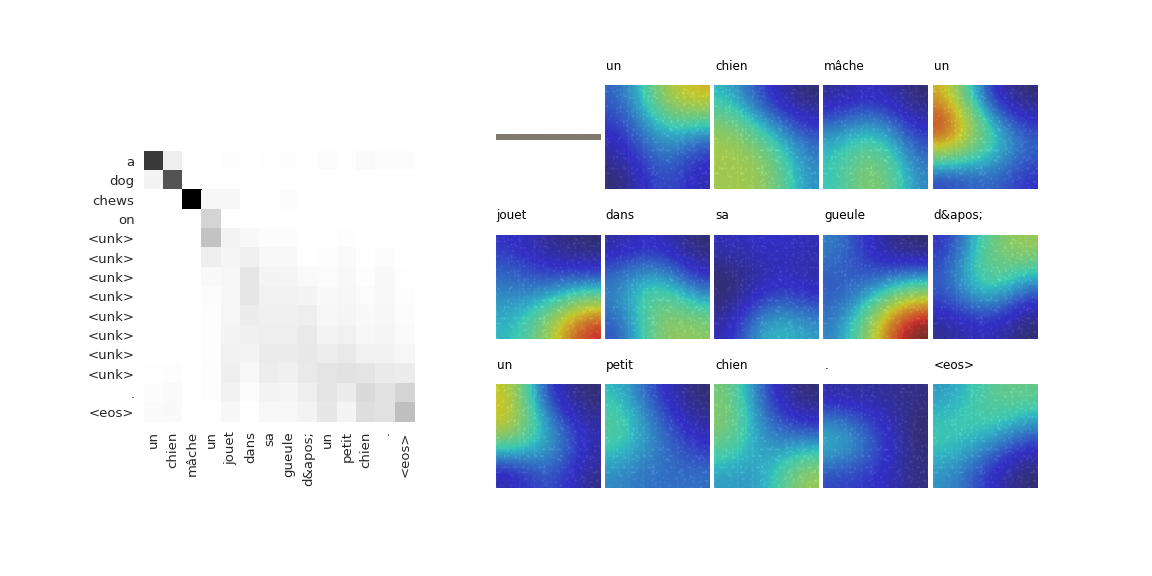 a
dog
chews
on
<unk>
<unk>
<unk>
<unk>
<unk>
<unk>
<unk>
<unk>
.
<eos>
un
chien
mâche
un
jouet
dans
sa
gueule
d&apos;
un
petit
chien
.
<eos>
un chien mâche un
jouet dans sa gueule d&apos;
un petit chien . <eos>